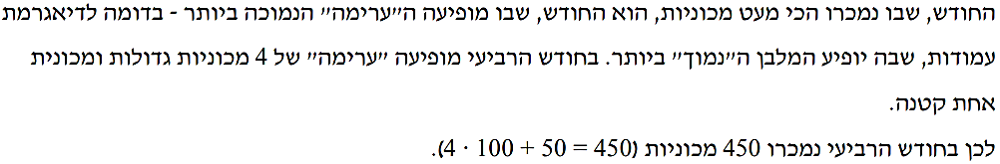 החודש, שבו נמכרו הכי מעט מכוניות, הוא החודש, שבו מופיעה ה״ערימה״ הנמוכה ביותר - בדומה לדיאגרמת
עמודות, שבה יופיע המלבן ה״נמוך״ ביותר. בחודש הרביעי מופיעה ״ערימה״ של 4 מכוניות גדולות ומכונית
אחת קטנה.
לכן בחודש הרביעי נמכרו 450 מכוניות (4 · 100 + 50 = 450).